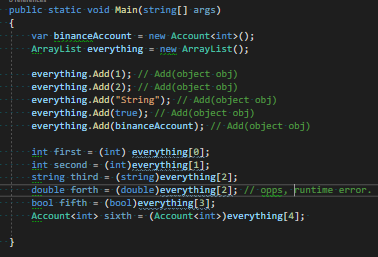 public static void Main(string[] args)
{
var binanceAccount = new Account<int>();
ArrayList everything = new ArrayList();
everything.Add(1); // Add(object obj)
everything.Add(2); // Add(object obj)
everything.Add("String"); // Add(object obj)
everything.Add(true); // Add(object obj)
everything.Add(binanceAccount); // Add(object obj)
int first = (int) everything[0];
int second = (int)everything[1];
string third = (string)everything[2];
double forth = (double)everything[2]; // opps, runtime error.
bool fifth = (bool)everything[3];
Account<int> sixth = (Account<int>)everything[4];
}